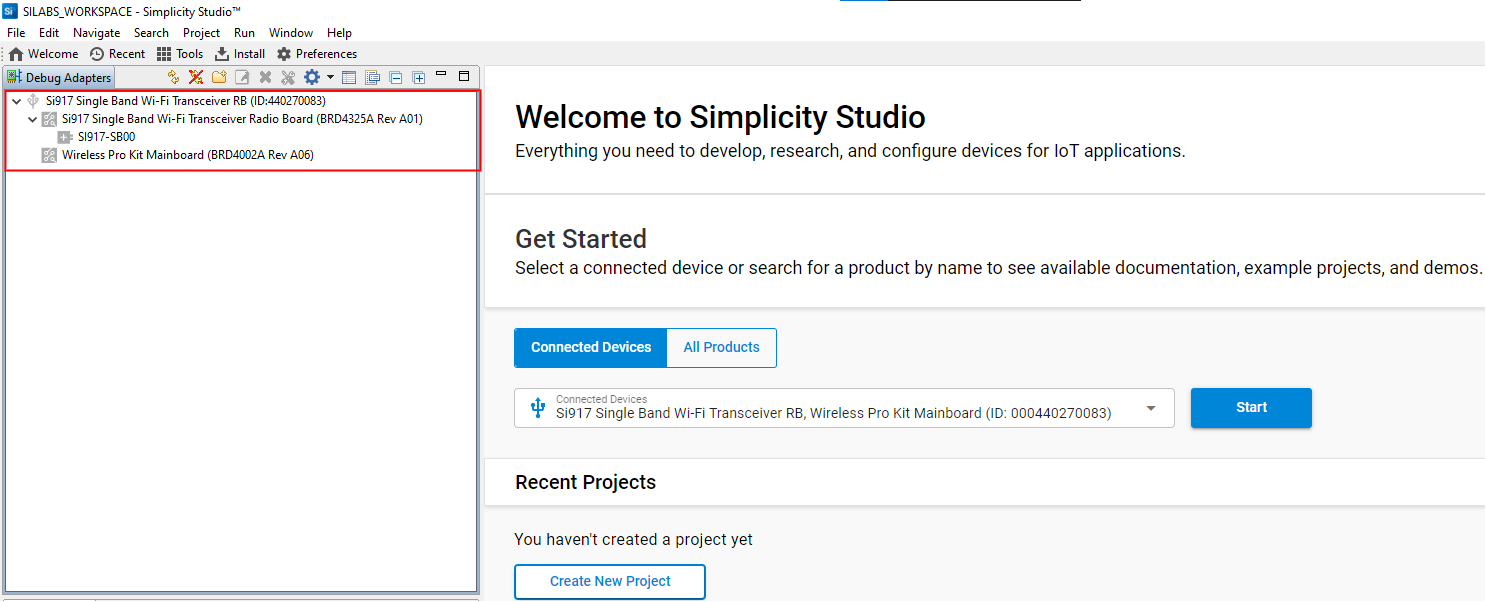 SILABS_WORKSPACE - Simplicity Studio™
File Edit Navigate Search Project Run Window Help
Welcome Recent Tools Install Preferences
Debug Adapters
Si917 Single Band Wi-Fi Transceiver RB (ID:440270083)
Si917 Single Band Wi-Fi Transceiver Radio Board (BRD4325A Rev A01)
SI917-SB00
Wireless Pro Kit Mainboard (BRD4002A Rev A06)
Welcome to Simplicity Studio
Everything you need to develop, research, and configure devices for IoT applications.
Get Started
Select a connected device or search for a product by name to see available documentation, example projects, and demos.
Connected Devices All Products
Connected Devices
Si917 Single Band Wi-Fi Transceiver RB, Wireless Pro Kit Mainboard (ID: 000440270083)
Start
Recent Projects
You haven't created a project yet
Create New Project